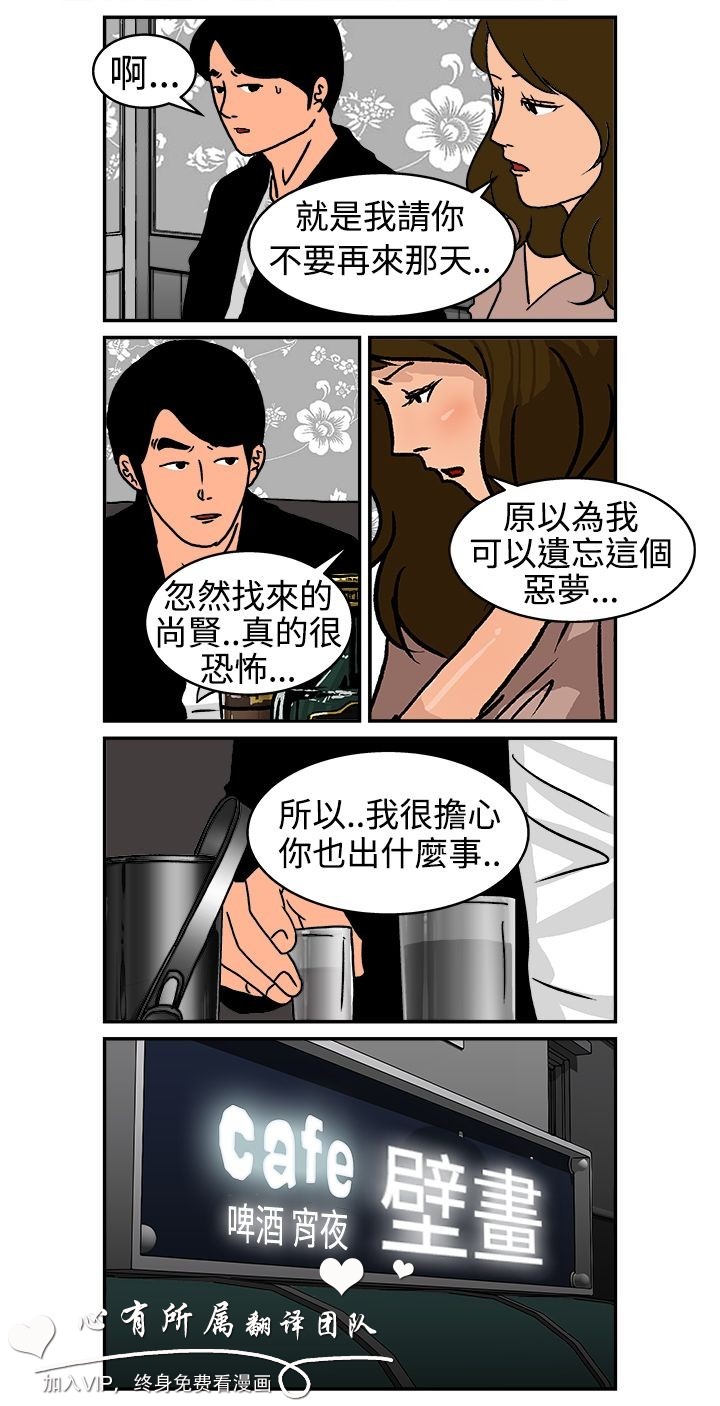 啊...
就是我請你
不要再來那天..
忽然找來的
尚賢..真的很
恐怖...
原以為我
可以遺忘這個
惡夢...
所以..我很擔心
你也出什麼事..
cafe
啤酒 宵夜
壁畫
心有所属翻译团队
加入VIP，终身免费看漫画